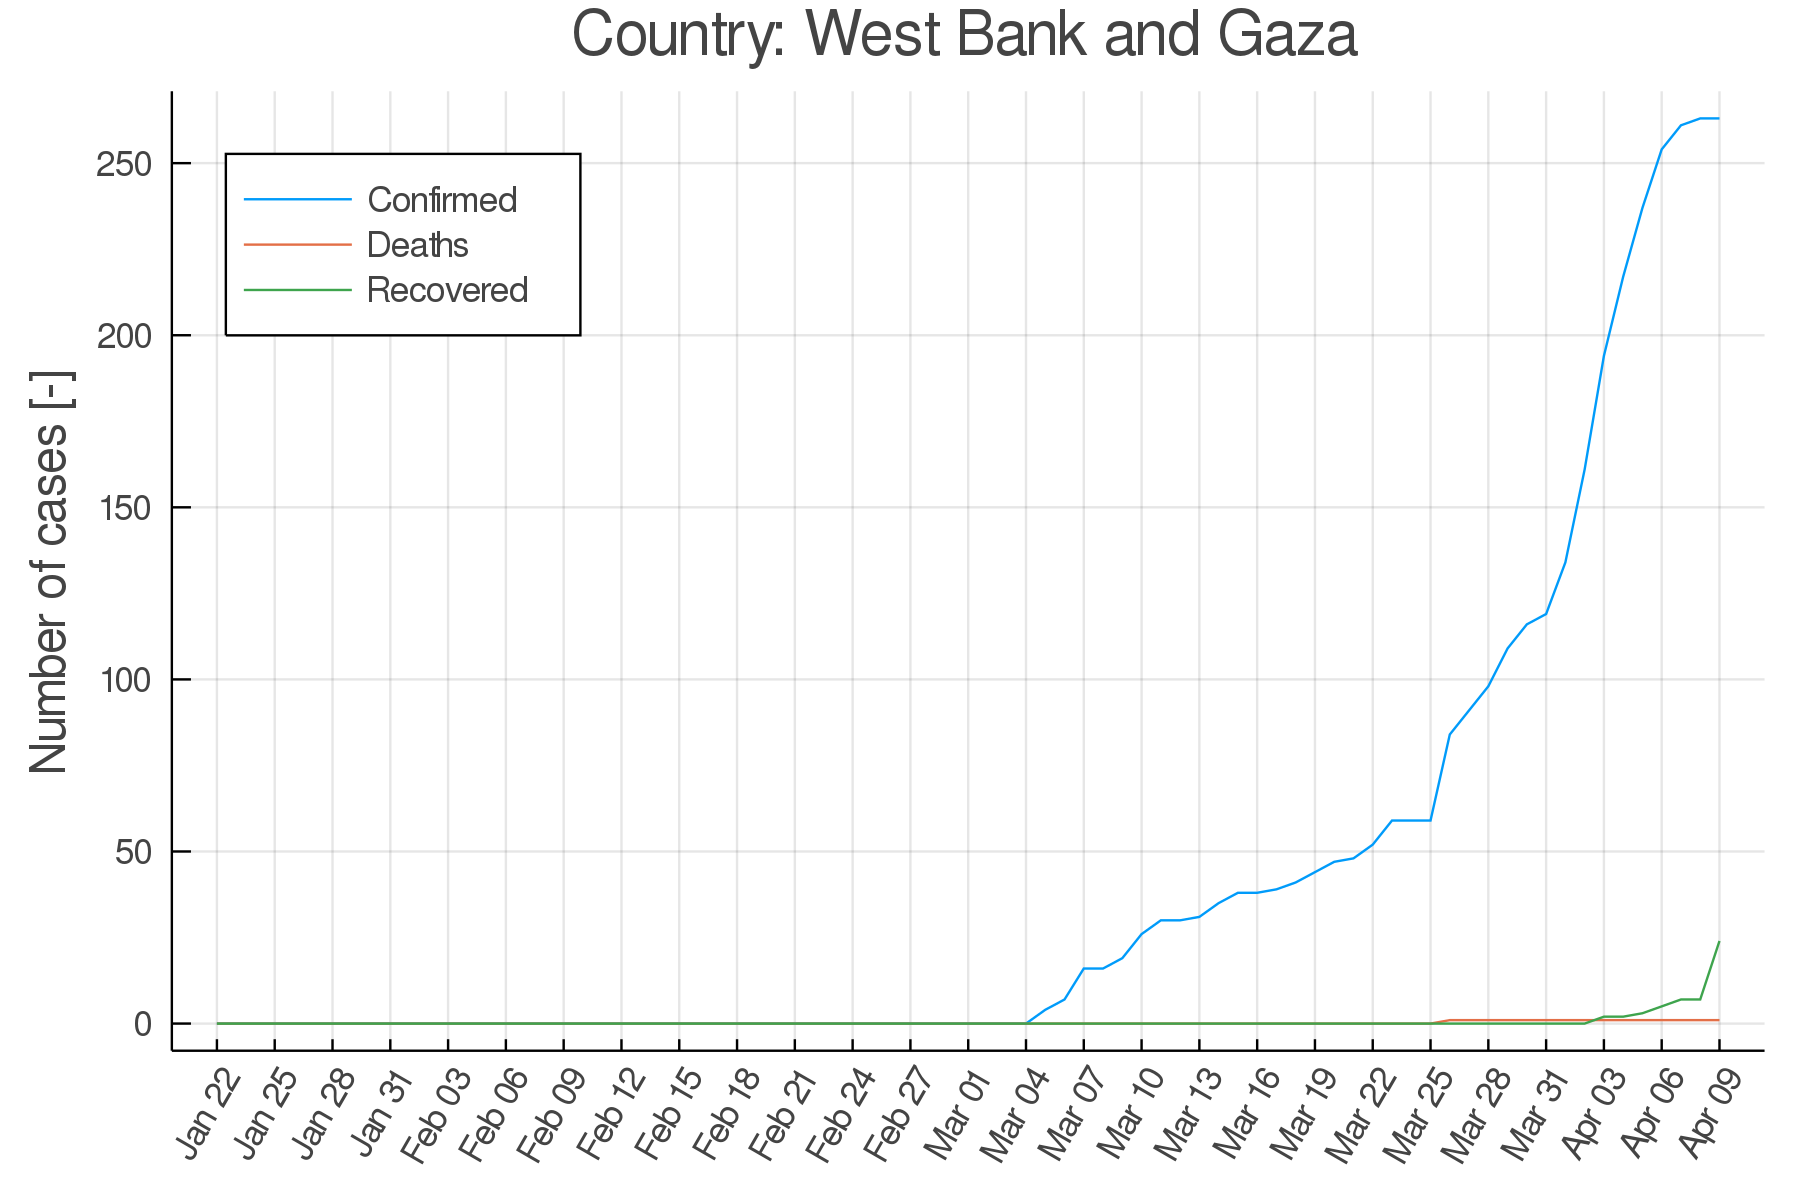 Country: West Bank and Gaza
Number of cases [-]
250
200
150
100
50
0
Confirmed
Deaths
Recovered
Jan 22
Jan 25
Jan 28
Jan 31
Feb 03
Feb 06
Feb 09
Feb 12
Feb 15
Feb 18
Feb 21
Feb 24
Feb 27
Mar 01
Mar 04
Mar 07
Mar 10
Mar 13
Mar 16
Mar 19
Mar 22
Mar 25
Mar 28
Mar 31
Apr 03
Apr 06
Apr 09